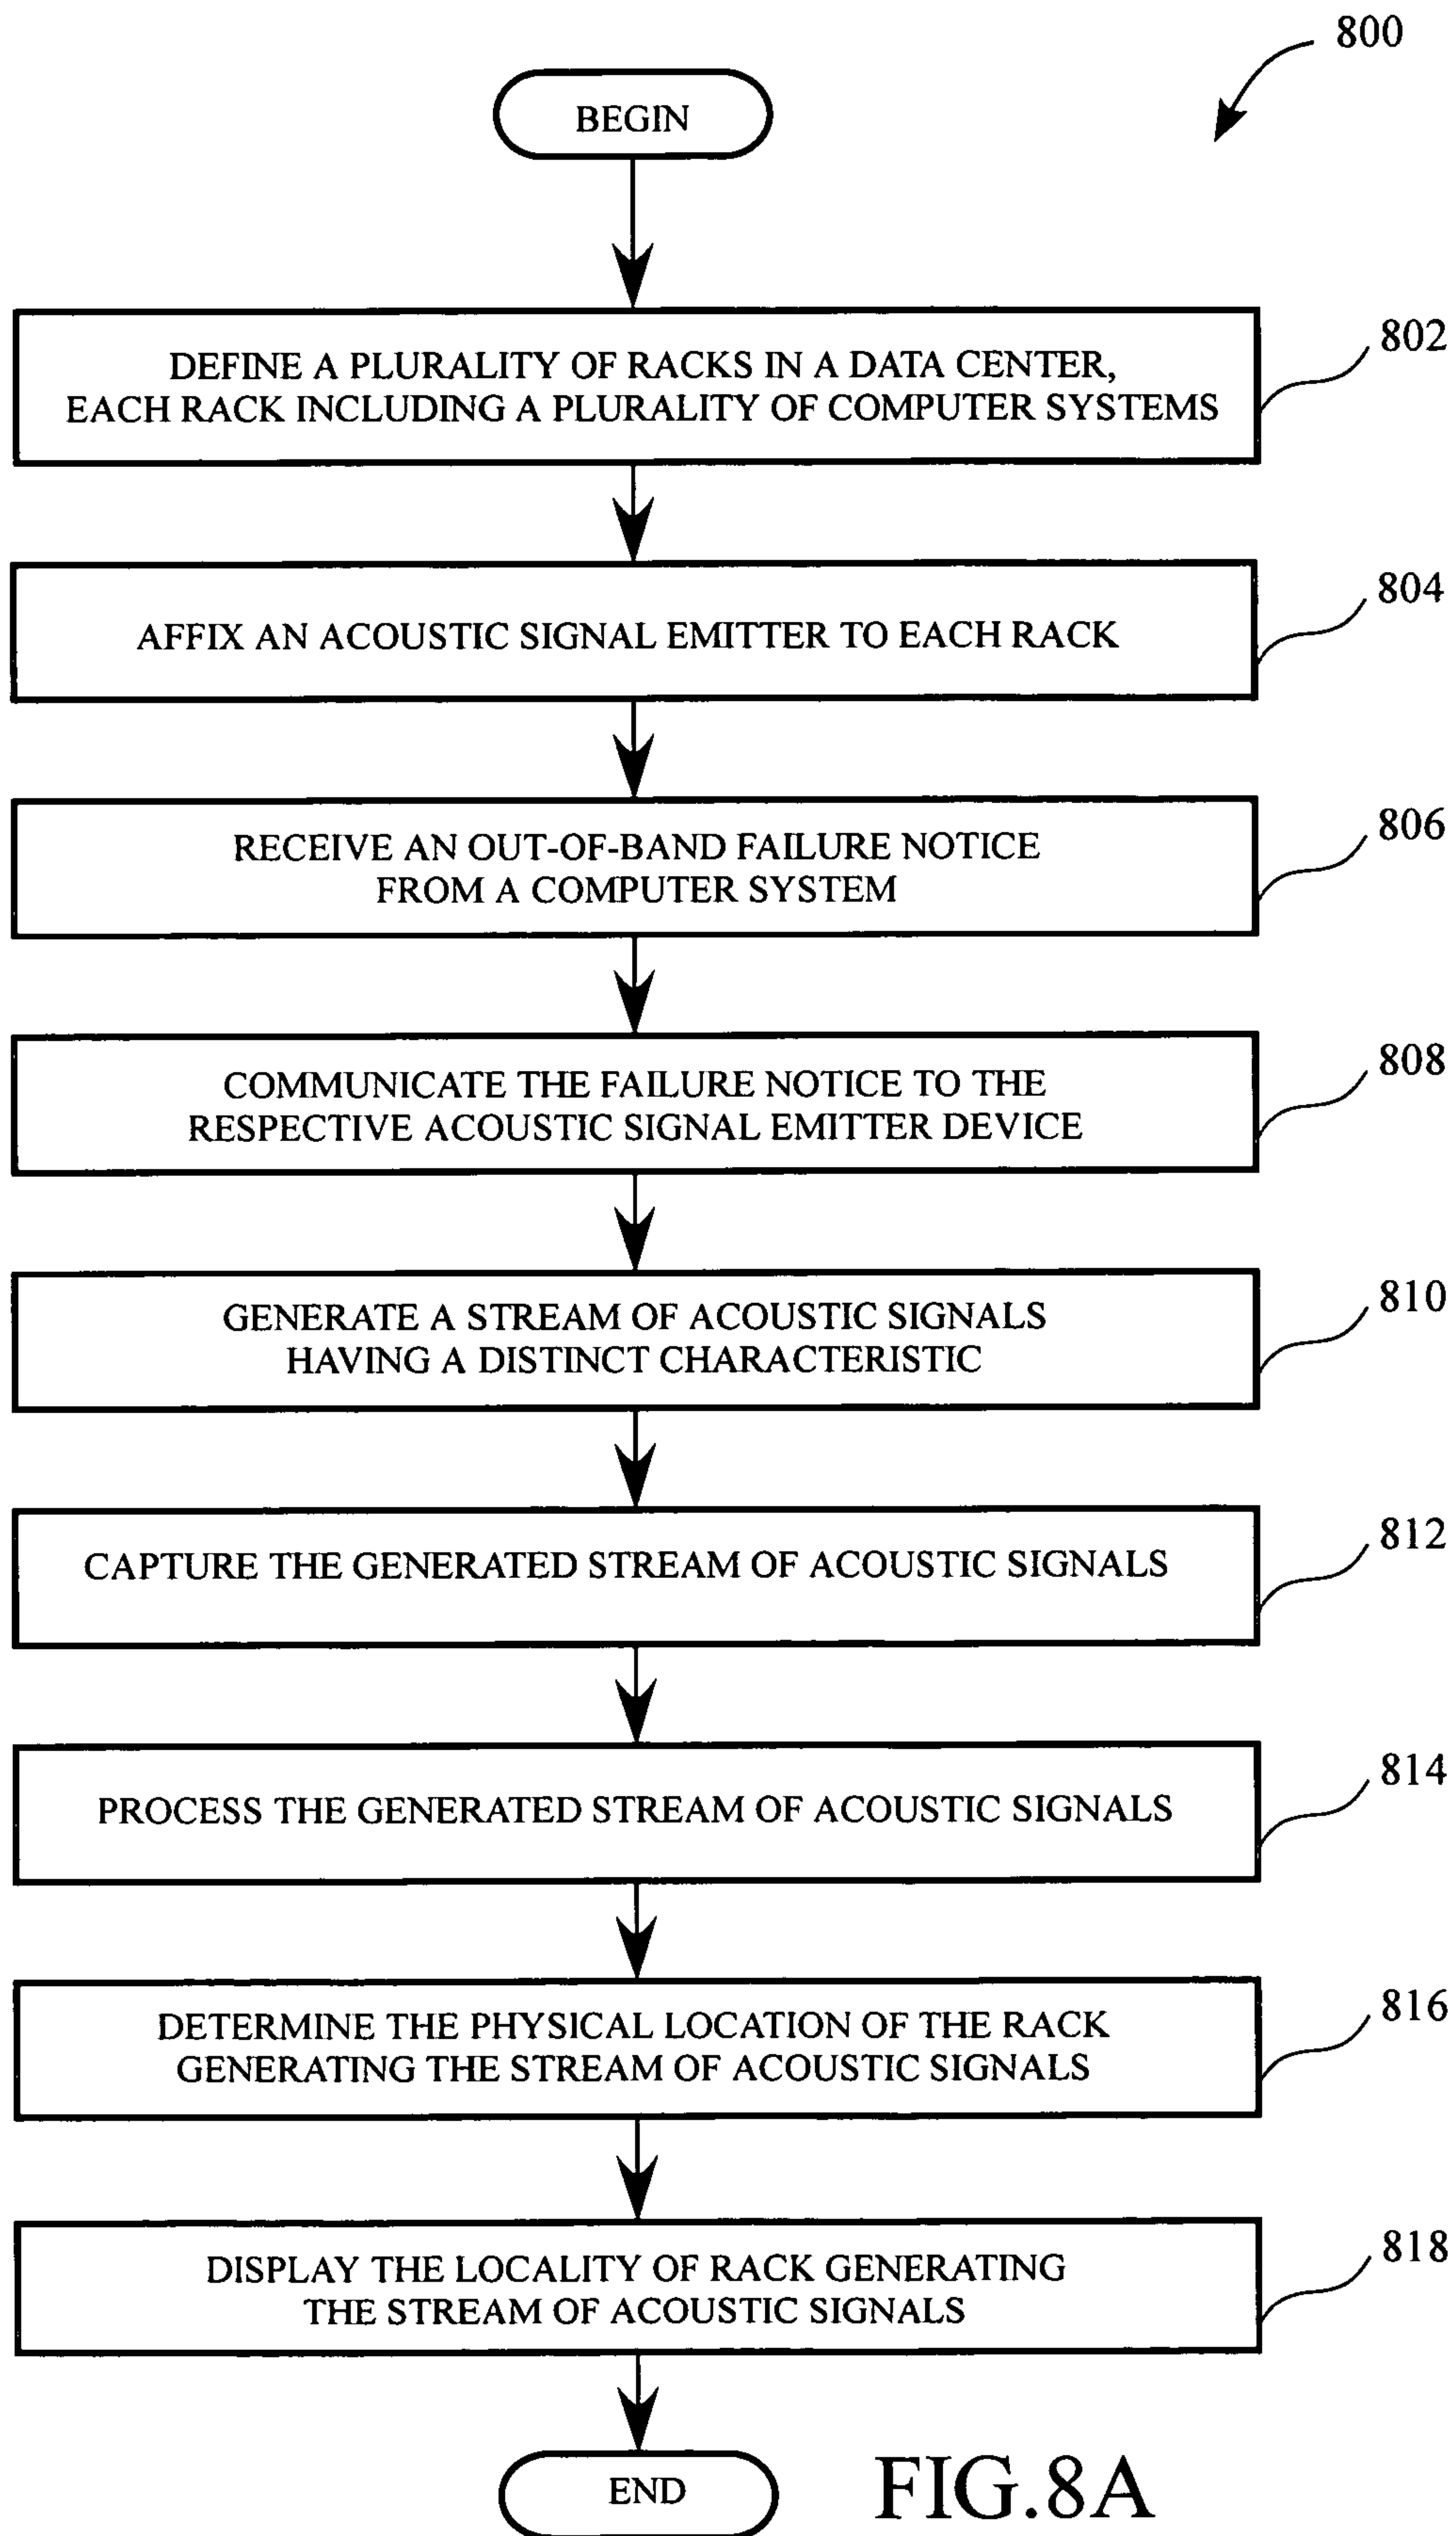 800
BEGIN
DEFINE A PLURALITY OF RACKS IN A DATA CENTER,
EACH RACK INCLUDING A PLURALITY OF COMPUTER SYSTEMS
802
AFFIX AN ACOUSTIC SIGNAL EMITTER TO EACH RACK
804
RECEIVE AN OUT-OF-BAND FAILURE NOTICE
FROM A COMPUTER SYSTEM
806
COMMUNICATE THE FAILURE NOTICE TO THE
RESPECTIVE ACOUSTIC SIGNAL EMITTER DEVICE
808
GENERATE A STREAM OF ACOUSTIC SIGNALS
HAVING A DISTINCT CHARACTERISTIC
810
CAPTURE THE GENERATED STREAM OF ACOUSTIC SIGNALS
812
PROCESS THE GENERATED STREAM OF ACOUSTIC SIGNALS
814
DETERMINE THE PHYSICAL LOCATION OF THE RACK
GENERATING THE STREAM OF ACOUSTIC SIGNALS
816
DISPLAY THE LOCALITY OF RACK GENERATING
THE STREAM OF ACOUSTIC SIGNALS
818
END
FIG.8A